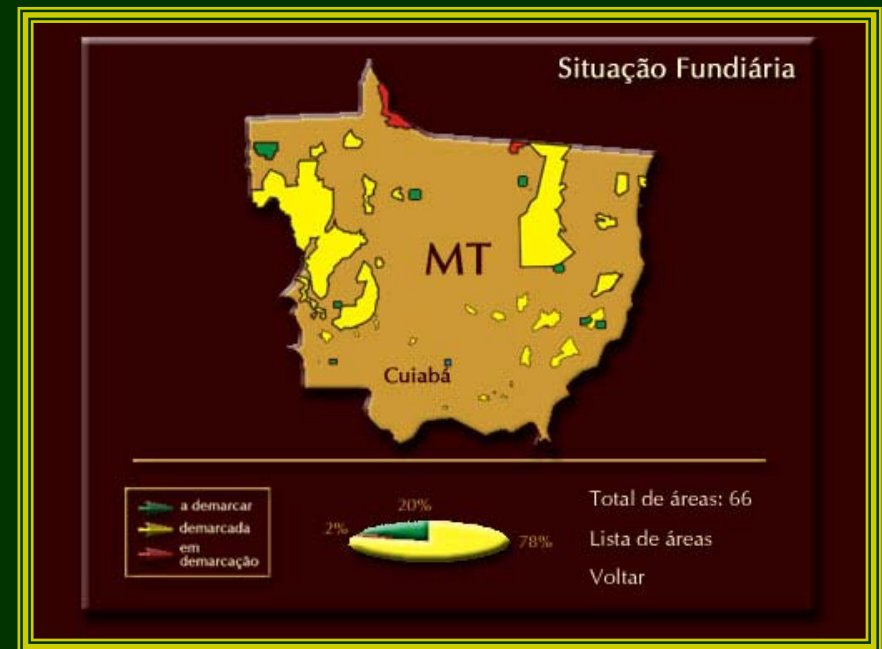 Situação Fundiária
MT
Cuiabá
a demarcar
demarcada
em
demarcação
20%
2%
78%
Total de áreas: 66
Lista de áreas
Voltar